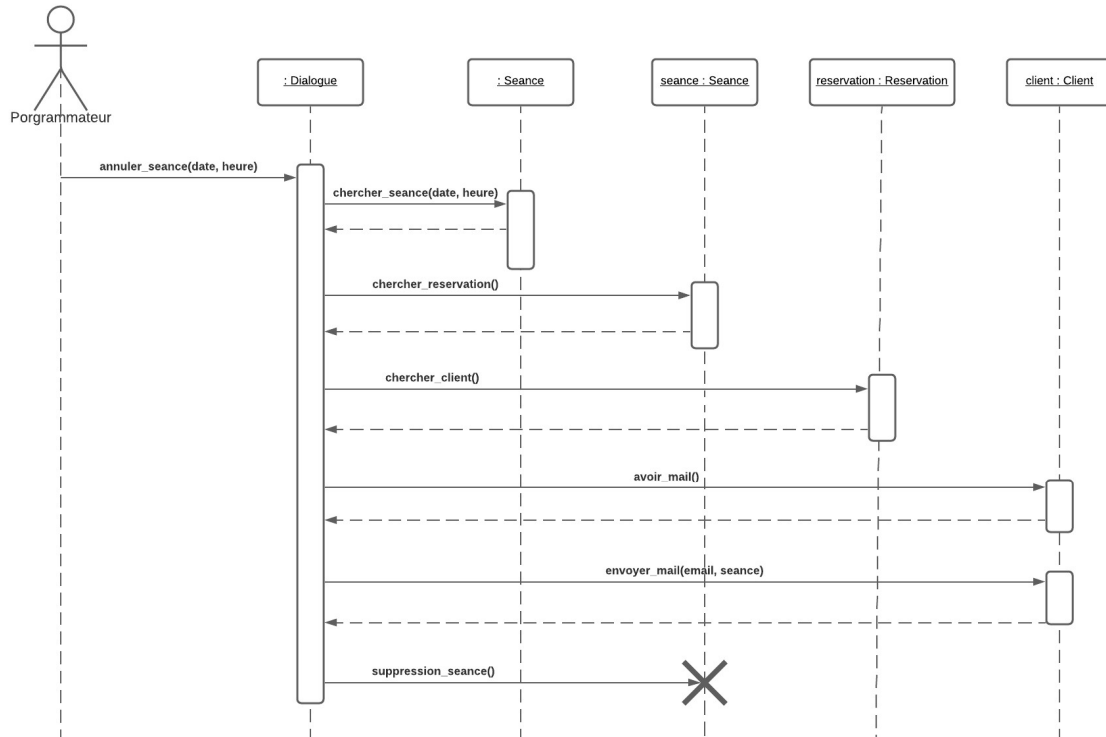 : Dialogue
: Seance
seance : Seance
reservation : Reservation
client : Client
Porgrammateur
annuler_seance(date, heure)
chercher_seance(date, heure)
chercher_reservation()
chercher_client()
avoir_mail()
envoyer_mail(email, seance)
suppression_seance()